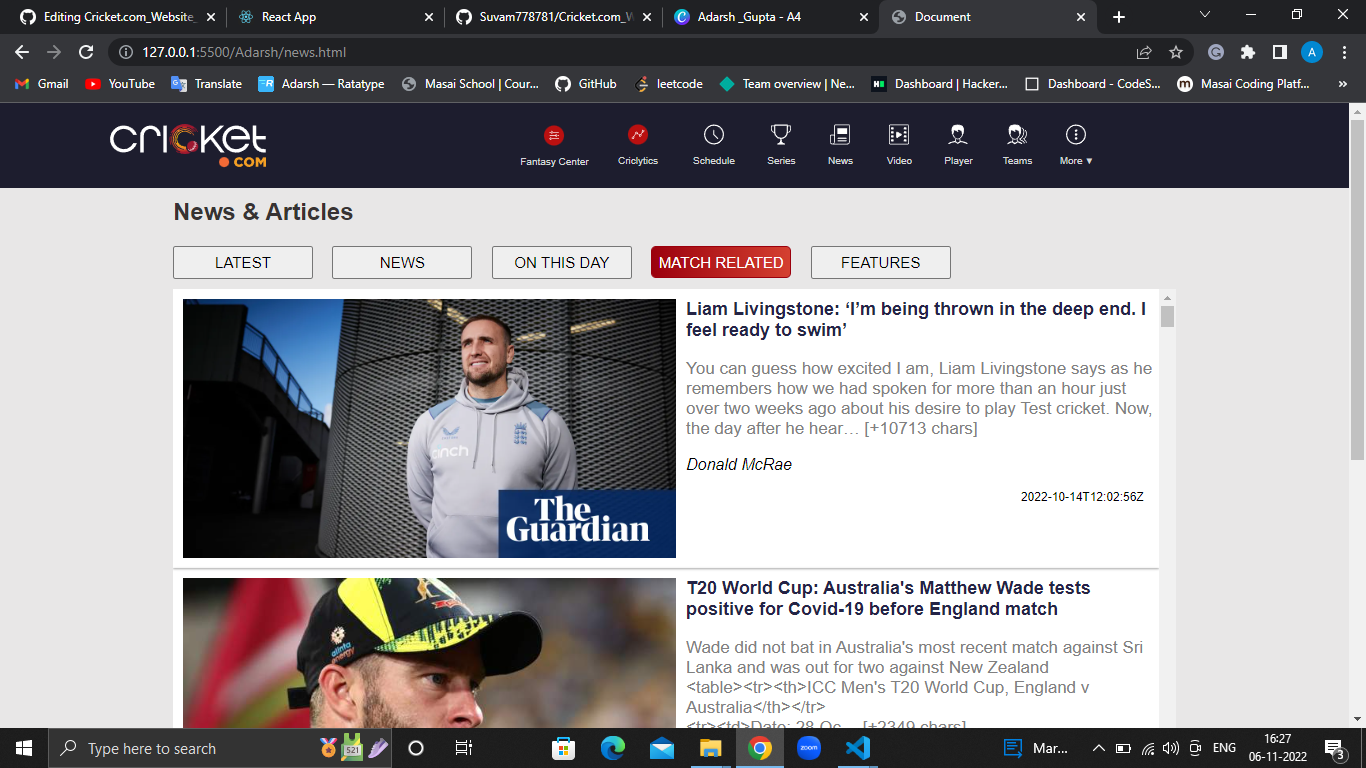 Editing Cricket.com_Website_
React App
Suvam778781/Cricket.com_W
Adarsh _Gupta - A4
Document
127.0.0.1:5500/Adarsh/news.html
A
Gmail
YouTube
Translate
Adarsh — Ratatype
Masai School | Cour...
GitHub
leetcode
Team overview | Ne...
Dashboard | Hacker...
Dashboard - CodeS...
Masai Coding Platf...
»
cricket
.COM
Fantasy Center
Criclytics
Schedule
Series
News
Video
Player
Teams
More ▼
News & Articles
LATEST
NEWS
ON THIS DAY
MATCH RELATED
FEATURES
cinch
The
Guardian
Liam Livingstone: ‘I’m being thrown in the deep end. I
feel ready to swim’
You can guess how excited I am, Liam Livingstone says as he
remembers how we had spoken for more than an hour just
over two weeks ago about his desire to play Test cricket. Now,
the day after he hear… [+10713 chars]
Donald McRae
2022-10-14T12:02:56Z
alinta
energy
T20 World Cup: Australia's Matthew Wade tests
positive for Covid-19 before England match
Wade did not bat in Australia's most recent match against Sri
Lanka and was out for two against New Zealand
<table><tr><th>ICC Men's T20 World Cup, England v
Australia</th></tr>
<tr><td>Date: 28 Oc… [+2349 chars]
Type here to search
521
zoom
Mar...
ENG
16:27
06-11-2022
3